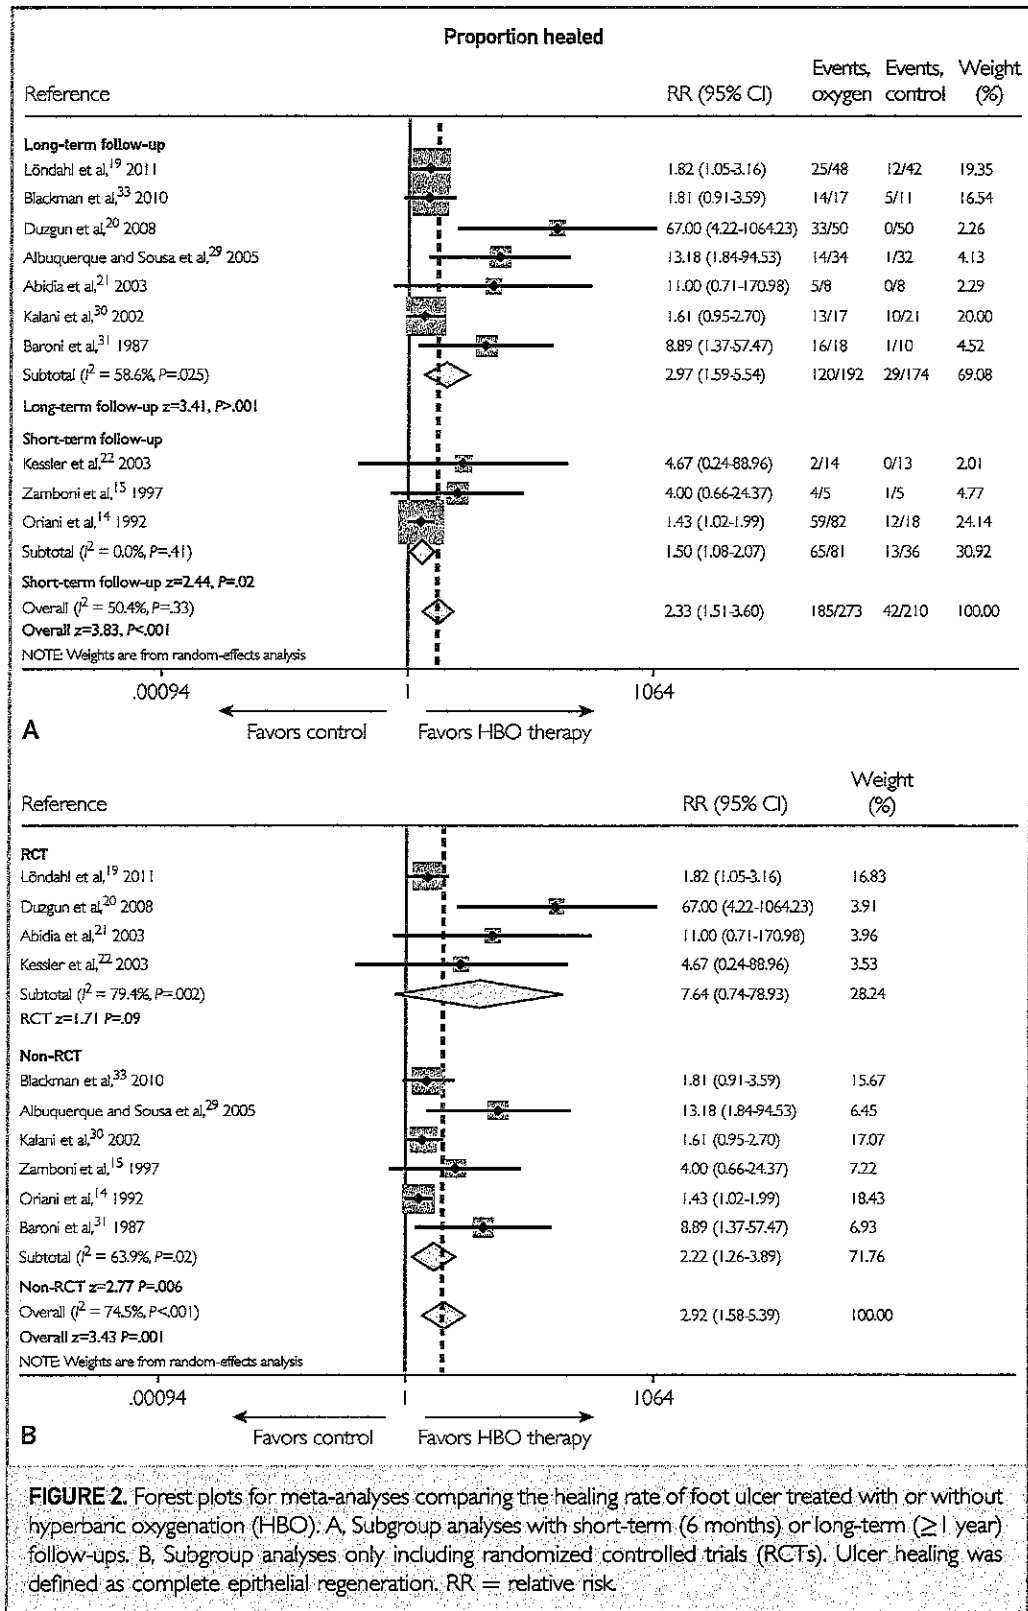 Proportion healed
Reference RR (95% CI) Events, oxygen Events, control Weight (%)
Long-term follow-up
Löndahl et al,19 2011 1.82 (1.05-3.16) 25/48 12/42 19.35
Blackman et al,33 2010 1.81 (0.91-3.59) 14/17 5/11 16.54
Duzgun et al,20 2008 67.00 (4.22-1064.23) 33/50 0/50 2.26
Albuquerque and Sousa et al,29 2005 13.18 (1.84-94.53) 14/34 1/32 4.13
Abidia et al,21 2003 11.00 (0.71-170.98) 5/8 0/8 2.29
Kalani et al,30 2002 1.61 (0.95-2.70) 13/17 10/21 20.00
Baroni et al,31 1987 8.89 (1.37-57.47) 16/18 1/10 4.52
Subtotal (I2 = 58.6%, P=.025) 2.97 (1.59-5.54) 120/192 29/174 69.08
Long-term follow-up z=3.41, P>.001
Short-term follow-up
Kessler et al,22 2003 4.67 (0.24-88.96) 2/14 0/13 2.01
Zamboni et al,15 1997 4.00 (0.66-24.37) 4/5 1/5 4.77
Oriani et al,14 1992 1.43 (1.02-1.99) 59/82 12/18 24.14
Subtotal (I2 = 0.0%, P=.41) 1.50 (1.08-2.07) 65/81 13/36 30.92
Short-term follow-up z=2.44, P=.02
Overall (I2 = 50.4%, P=.33) 2.33 (1.51-3.60) 185/273 42/210 100.00
Overall z=3.83, P<.001
NOTE: Weights are from random-effects analysis
.00094 1 1064
A Favors control Favors HBO therapy
Reference RR (95% CI) Weight (%)
RCT
Löndahl et al,19 2011 1.82 (1.05-3.16) 16.83
Duzgun et al,20 2008 67.00 (4.22-1064.23) 3.91
Abidia et al,21 2003 11.00 (0.71-170.98) 3.96
Kessler et al,22 2003 4.67 (0.24-88.96) 3.53
Subtotal (I2 = 79.4%, P=.002) 7.64 (0.74-78.93) 28.24
RCT z=1.71 P=.09
Non-RCT
Blackman et al,33 2010 1.81 (0.91-3.59) 15.67
Albuquerque and Sousa et al,29 2005 13.18 (1.84-94.53) 6.45
Kalani et al,30 2002 1.61 (0.95-2.70) 17.07
Zamboni et al,15 1997 4.00 (0.66-24.37) 7.22
Oriani et al,14 1992 1.43 (1.02-1.99) 18.43
Baroni et al,31 1987 8.89 (1.37-57.47) 6.93
Subtotal (I2 = 63.9%, P=.02) 2.22 (1.26-3.89) 71.76
Non-RCT z=2.77 P=.006
Overall (I2 = 74.5%, P<.001) 2.92 (1.58-5.39) 100.00
Overall z=3.43 P=.001
NOTE: Weights are from random-effects analysis
.00094 1 1064
B Favors control Favors HBO therapy
FIGURE 2. Forest plots for meta-analyses comparing the healing rate of foot ulcer treated with or without
hyperbaric oxygenation (HBO). A, Subgroup analyses with short-term (6 months) or long-term (≥1 year)
follow-ups. B, Subgroup analyses only including randomized controlled trials (RCTs). Ulcer healing was
defined as complete epithelial regeneration. RR = relative risk.